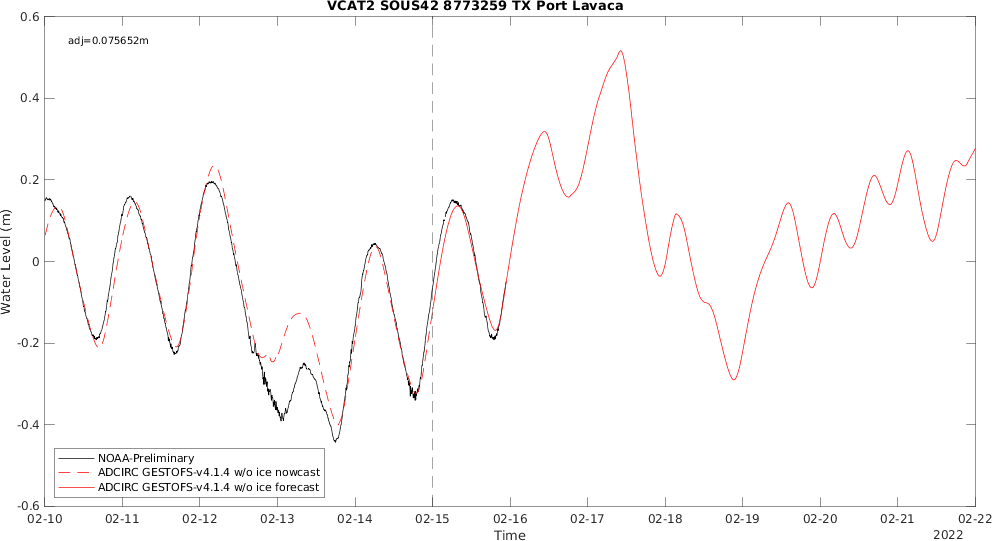 VCAT2 SOUS42 8773259 TX Port Lavaca
adj=0.075652m
0.6
0.4
0.2
0
-0.2
-0.4
-0.6
Water Level (m)
NOAA-Preliminary
ADCIRC GESTOFS-v4.1.4 w/o ice nowcast
ADCIRC GESTOFS-v4.1.4 w/o ice forecast
02-10 02-11 02-12 02-13 02-14 02-15 02-16 02-17 02-18 02-19 02-20 02-21 02-22
Time
2022